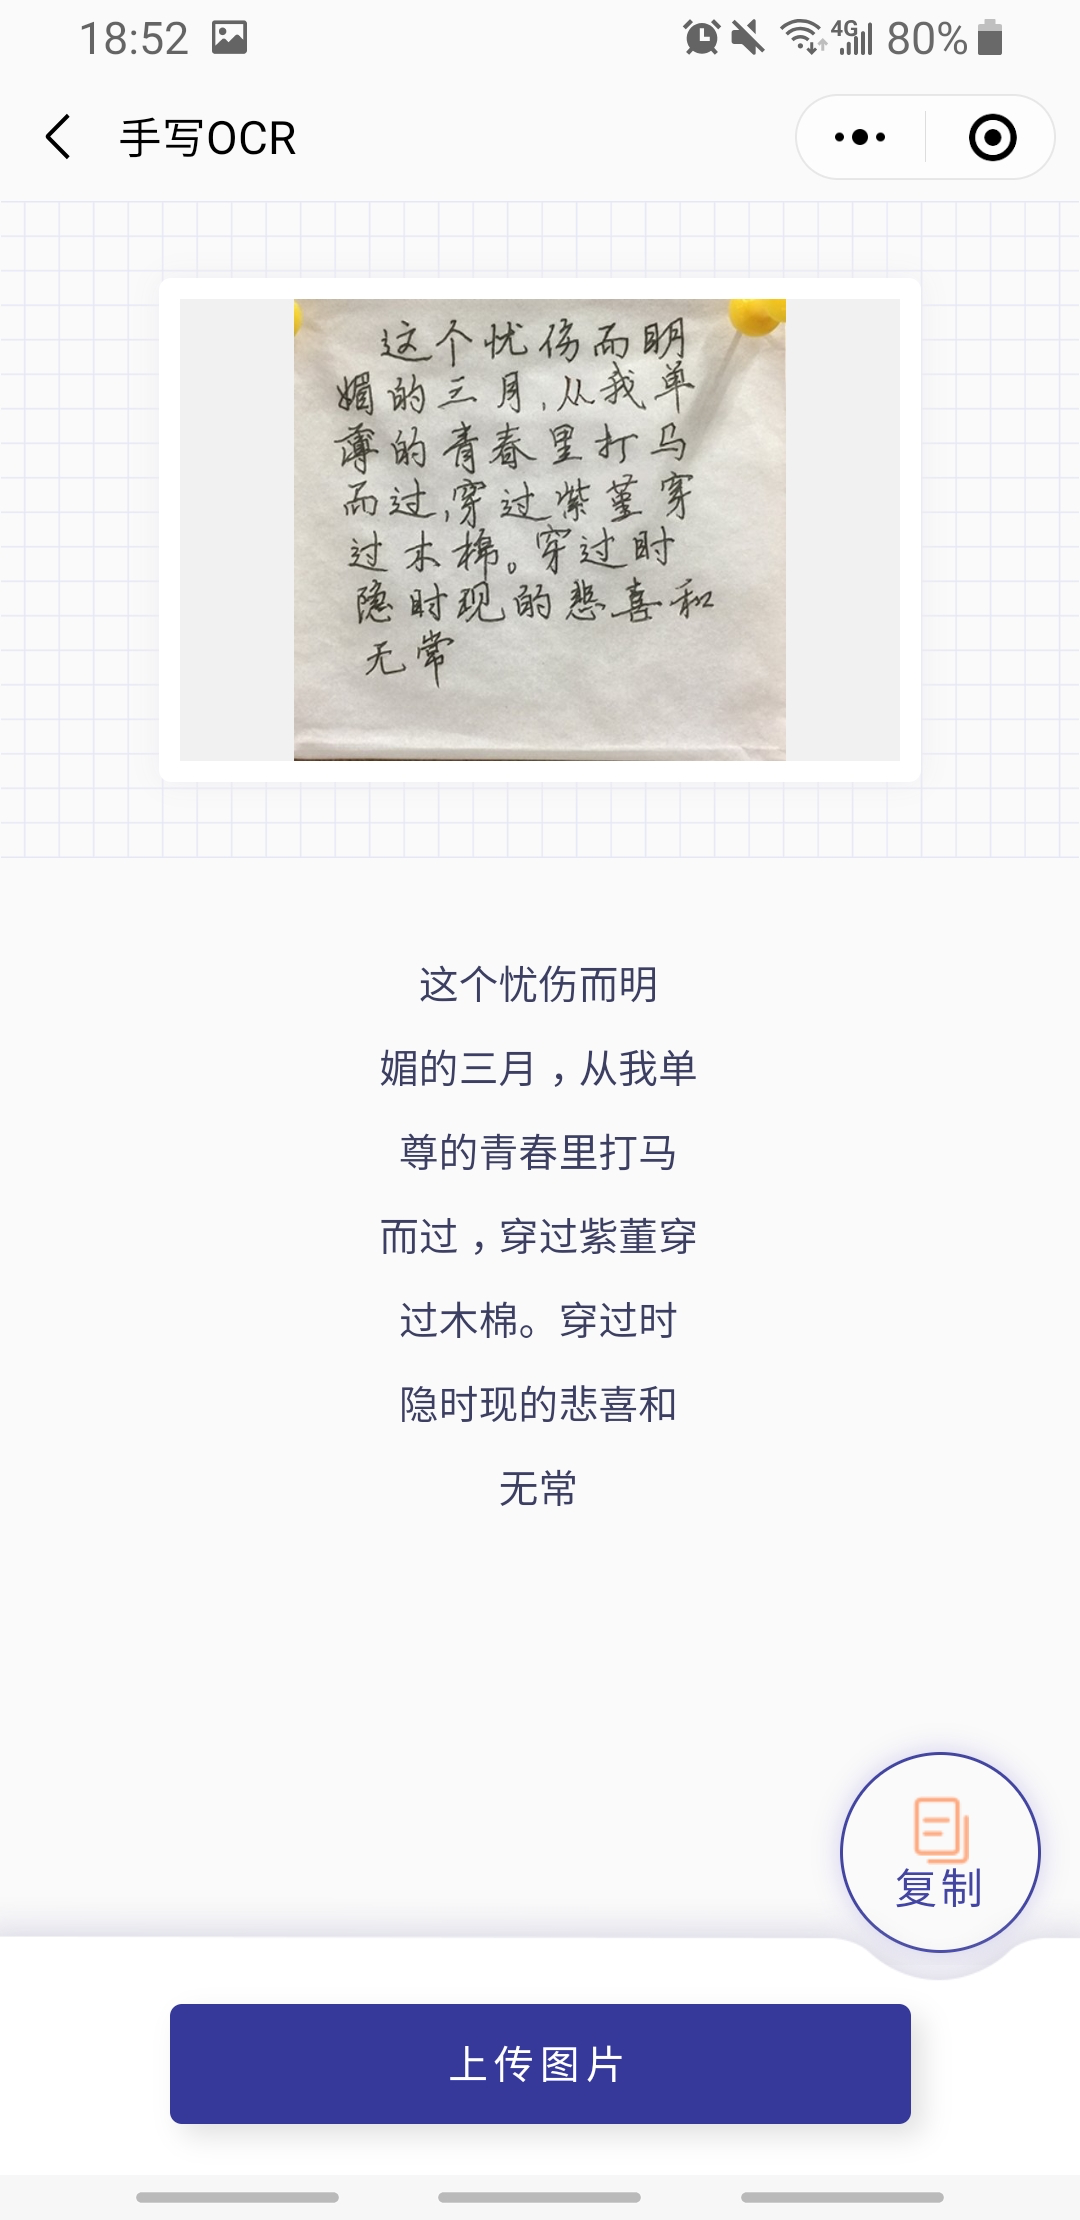 18:52 4G 80%
手写OCR
这个忧伤而明
媚的三月,从我单
薄的青春里打马
而过,穿过紫堇穿
过木棉。穿过时
隐时现的悲喜和
无常
这个忧伤而明
媚的三月，从我单
尊的青春里打马
而过，穿过紫董穿
过木棉。穿过时
隐时现的悲喜和
无常
复制
上传图片